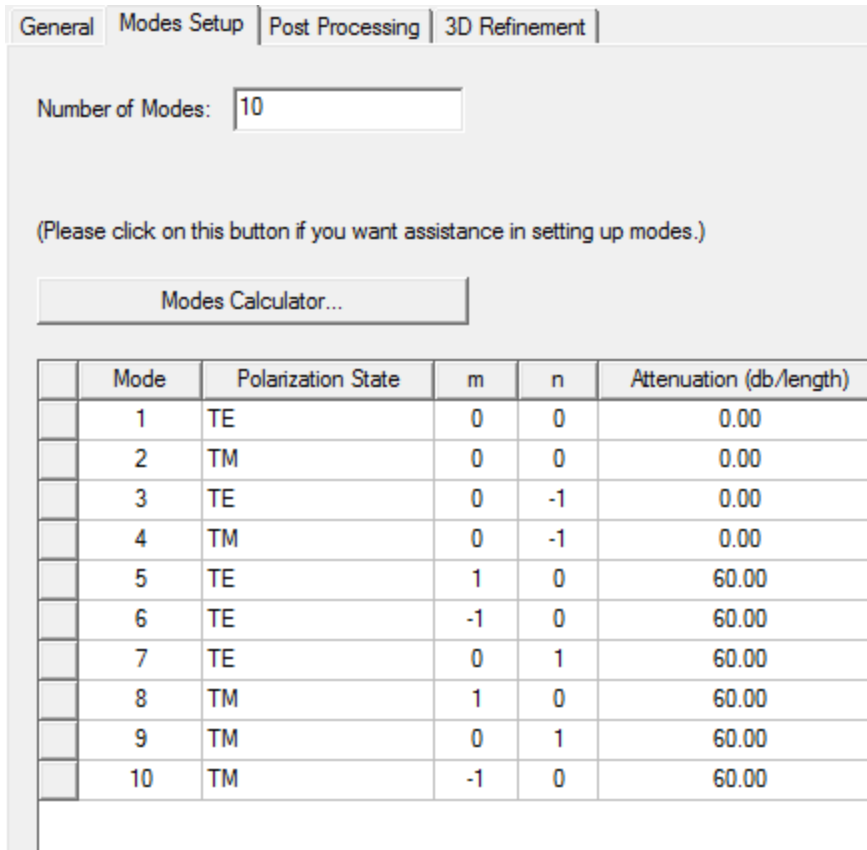 General Modes Setup Post Processing 3D Refinement
Number of Modes: 10
(Please click on this button if you want assistance in setting up modes.)
Modes Calculator...
Mode Polarization State m n Attenuation (db/length)
1 TE 0 0 0.00
2 TM 0 0 0.00
3 TE 0 -1 0.00
4 TM 0 -1 0.00
5 TE 1 0 60.00
6 TE -1 0 60.00
7 TE 0 1 60.00
8 TM 1 0 60.00
9 TM 0 1 60.00
10 TM -1 0 60.00